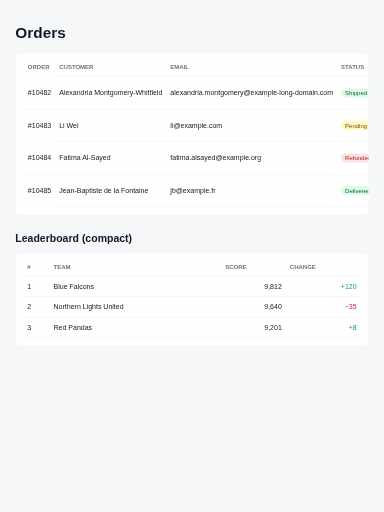 Orders
ORDER CUSTOMER EMAIL STATUS
#10482 Alexandria Montgomery-Whitfield alexandria.montgomery@example-long-domain.com Shipped
#10483 Li Wei li@example.com Pending
#10484 Fatima Al-Sayed fatima.alsayed@example.org Refunde
#10485 Jean-Baptiste de la Fontaine jb@example.fr Delivere
Leaderboard (compact)
# TEAM SCORE CHANGE
1 Blue Falcons 9,812 +120
2 Northern Lights United 9,640 −35
3 Red Pandas 9,201 +8